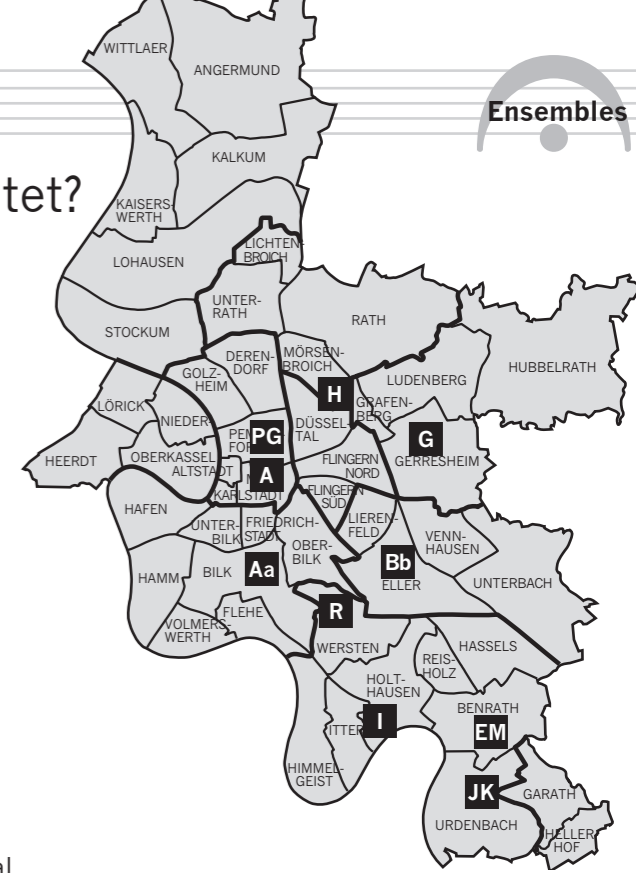 WITTLAER
ANGERMUND
Ensembles
KALKUM
tet?
KAISERS-
WERTH
LICHTEN-
BROICH
LOHAUSEN
UNTER-
RATH
RATH
STOCKUM
DEREN-
DORF
MÖRSEN-
BROICH
HUBBELRATH
GOLZ-
HEIM
LUDENBERG
H
LÖRICK
GRAFEN-
BERG
NIEDER-
DÜSSEL-
TAL
PG
G
HEERDT
OBERKASSEL
ALTSTADT
FLINGERN
NORD
GERRESHEIM
A
KARLSTADT
FLINGERN
SÜD
HAFEN
UNTER-
BILK
FRIEDRICH-
STADT
LIEREN-
FELD
VENN-
HAUSEN
OBER-
BILK
Bb
HAMM
BILK
Aa
ELLER
UNTERBACH
FLEHE
R
VOLMERS-
WERTH
WERSTEN
HASSELS
REIS-
HOLZ
HOLT-
HAUSEN
BENRATH
I
ITTER
EM
HIMMEL-
GEIST
JK
GARATH
URDENBACH
HELLER
HOF
al